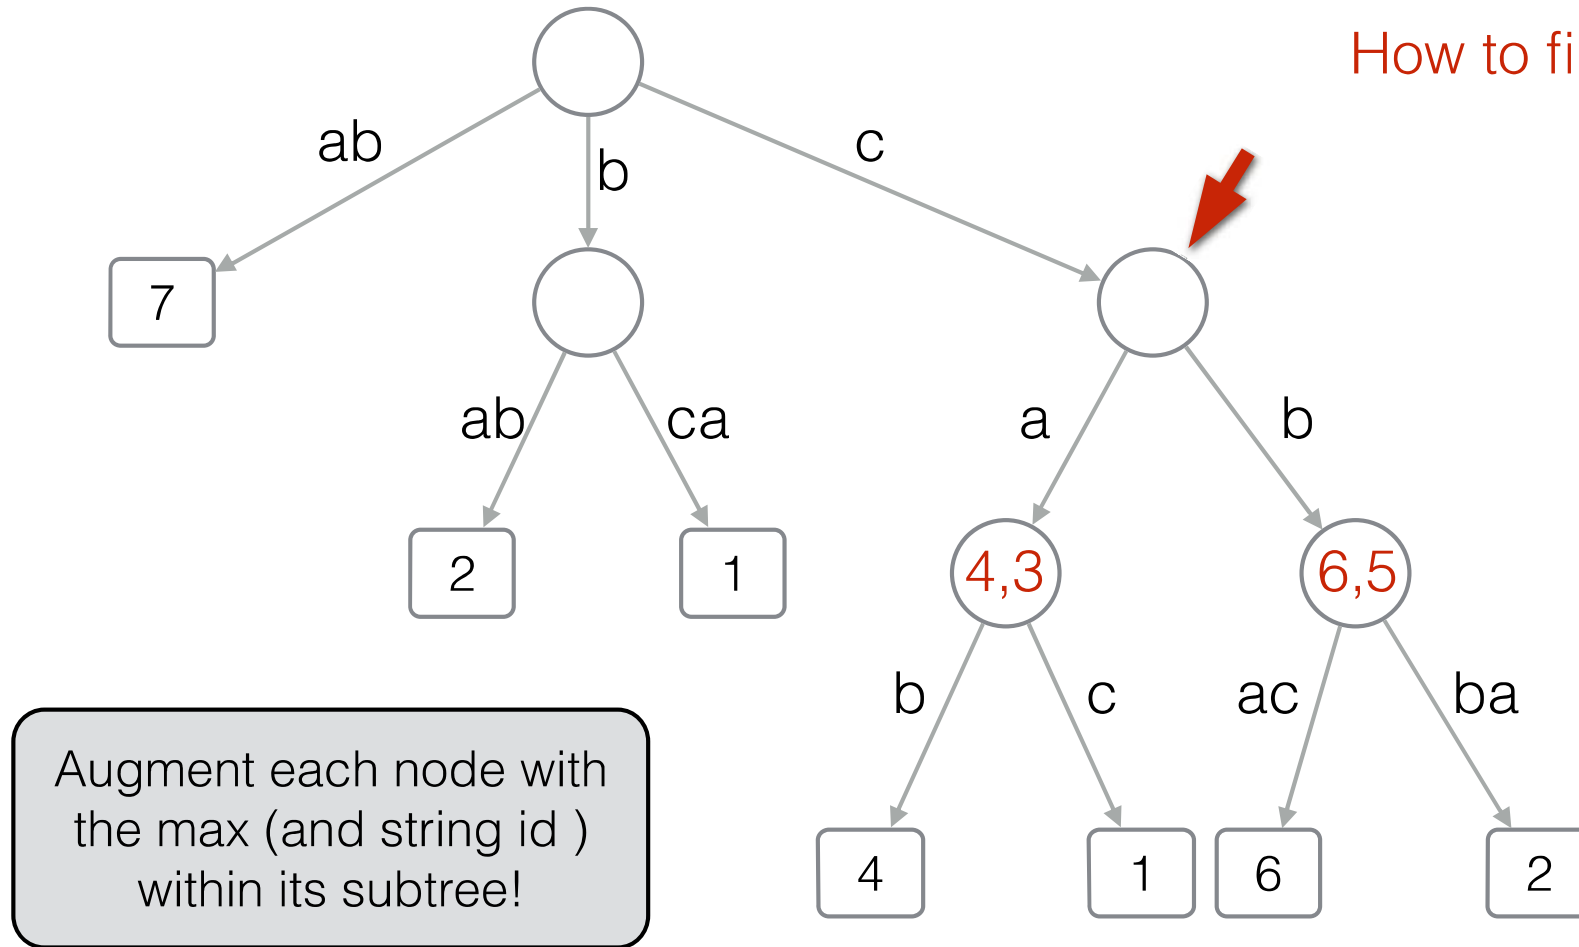 How to fi
ab
b
c
7
ab
ca
a
b
2
1
4,3
6,5
b
c
ac
ba
Augment each node with
the max (and string id )
within its subtree!
4
1
6
2